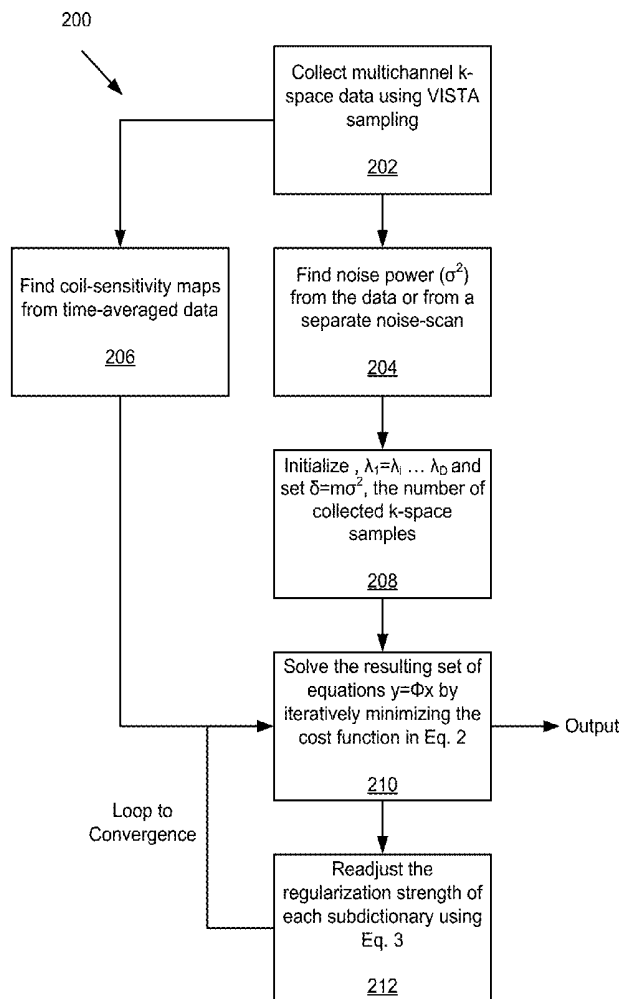 200
Collect multichannel k-
space data using VISTA
sampling
202
Find coil-sensitivity maps
from time-averaged data
206
Find noise power (σ²)
from the data or from a
separate noise-scan
204
Initialize , λ₁=λᵢ ... λ_D and
set δ=mσ², the number of
collected k-space
samples
208
Solve the resulting set of
equations y=Φx by
iteratively minimizing the
cost function in Eq. 2
210
Output
Loop to
Convergence
Readjust the
regularization strength of
each subdictionary using
Eq. 3
212